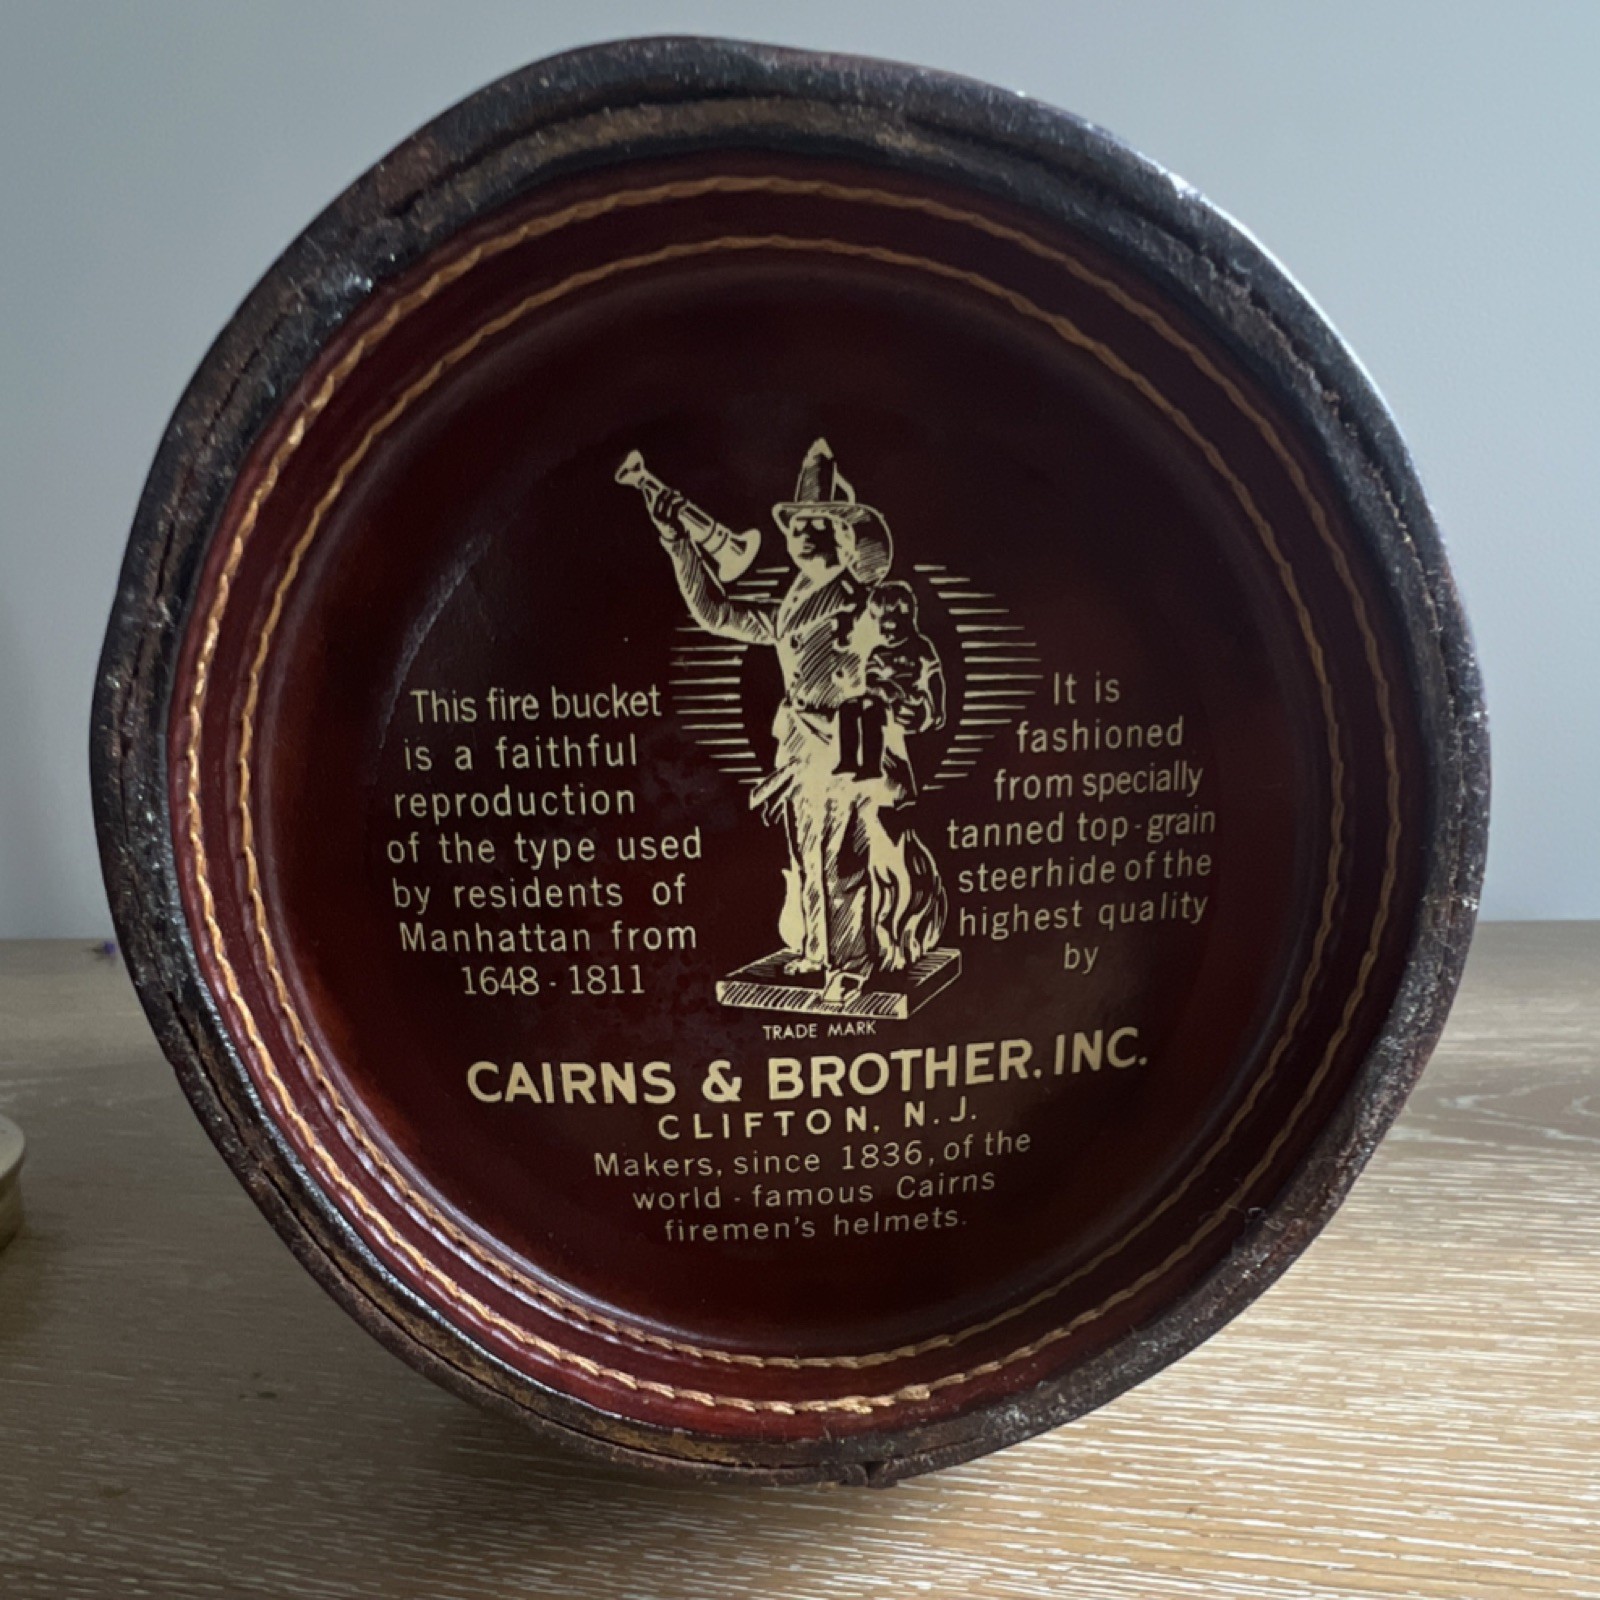 This fire bucket
is a faithful
reproduction
of the type used
by residents of
Manhattan from
1648 - 1811
It is
fashioned
from specially
tanned top-grain
steerhide of the
highest quality
by
TRADE MARK
CAIRNS & BROTHER. INC.
CLIFTON, N.J.
Makers, since 1836, of the
world-famous Cairns
firemen's helmets.